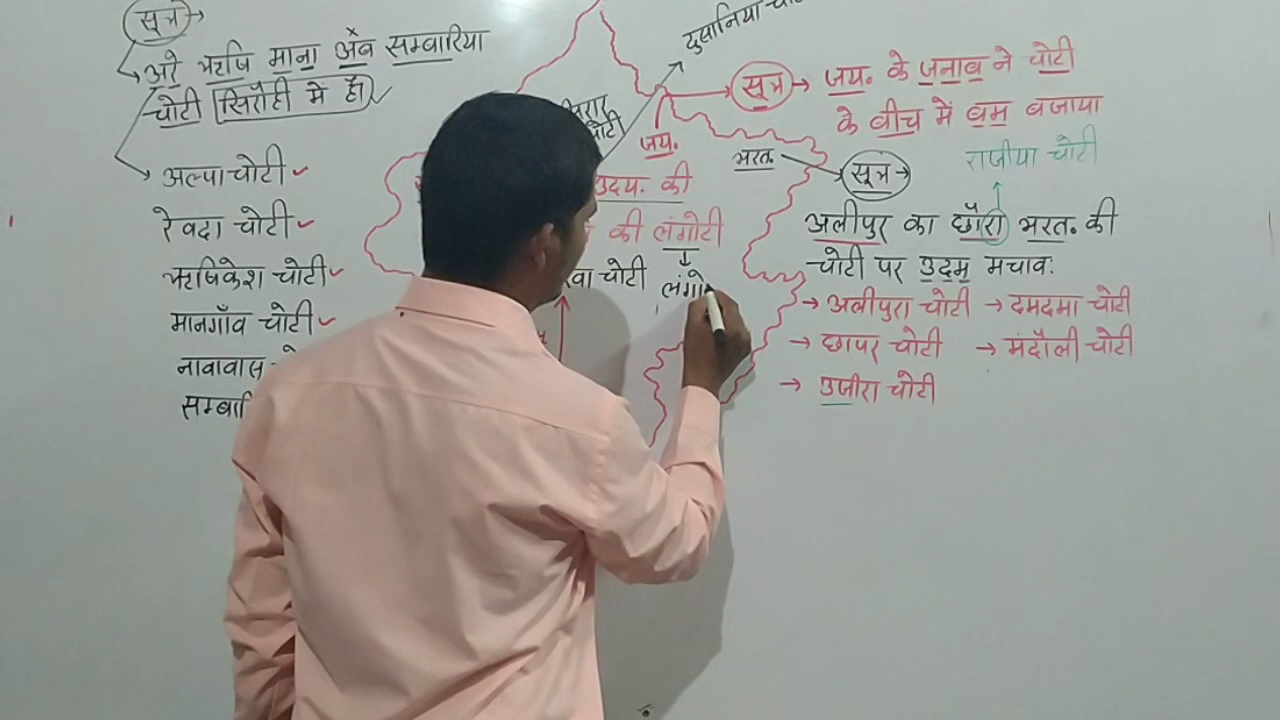 सूत्र→
अरे ऋषि माना अॅव सम्बारिया
चोटी सिरोही मे है।
अल्पाचोटी
रेवदा चोटी
ऋषिकेश चोटी
मानगाँव चोटी
नावावास
सम्बारि
दुसानिया
चोटी
जय.
उदय. की
की लंगोटी
चोटी
लंगो
भरत.
सूत्र → जय. के जनाब ने चोटी
के बीच में बम बजाया
राजीया चोटी
सूत्र →
अलीपुर का छौरा भरत. की
चोटी पर उदम मचावः
→ अलीपुरा चोटी → दमदमा चोटी
→ छापर चोटी → मंदौली चोटी
→ उजीरा चोटी